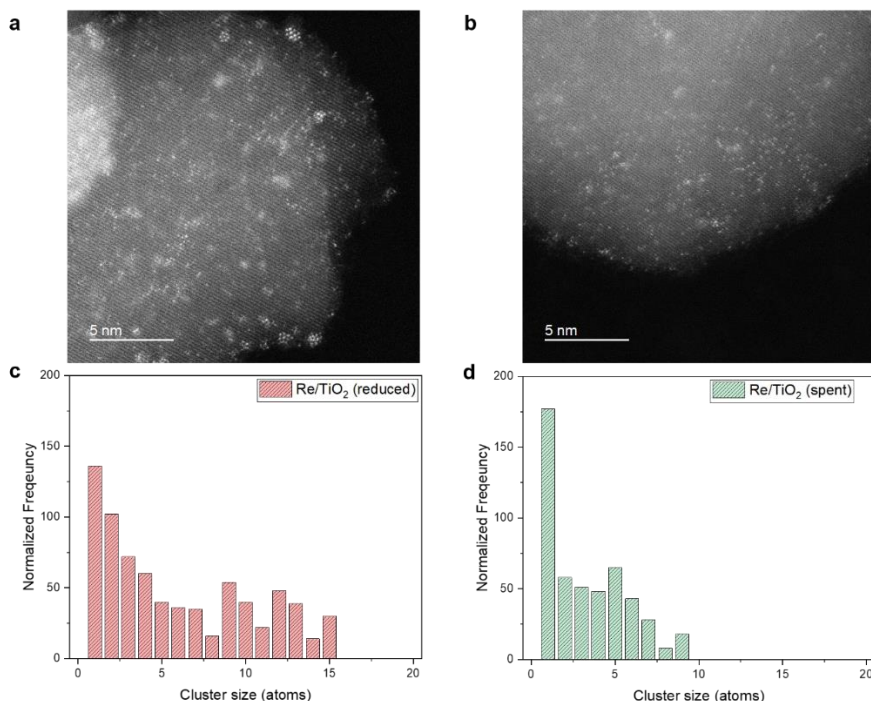 a
b
5 nm
5 nm
c
d
200
150
100
50
0
Normalized Freqeuncy
Re/TiO₂ (reduced)
0
5
10
15
20
Cluster size (atoms)
200
150
100
50
0
Normalized Freqeuncy
Re/TiO₂ (spent)
0
5
10
15
20
Cluster size (atoms)